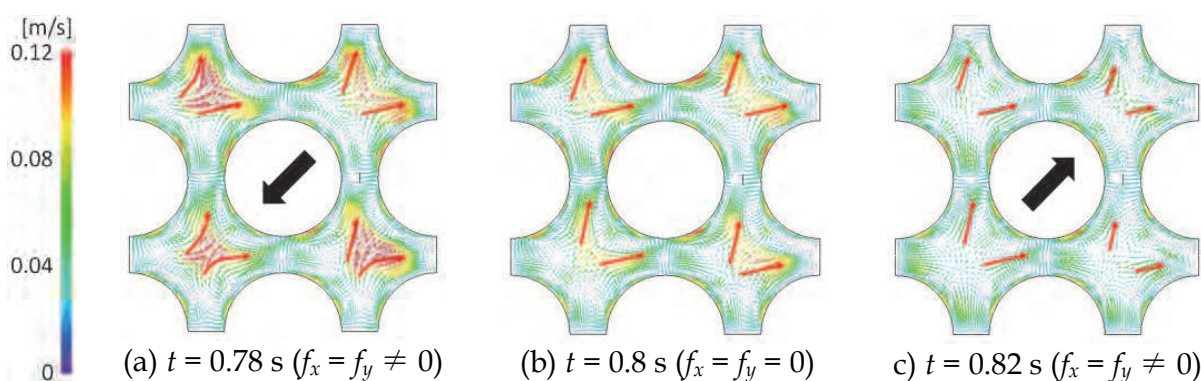 [m/s]
0.12
0.08
0.04
0
(a) t = 0.78 s (fx = fy ≠ 0)
(b) t = 0.8 s (fx = fy = 0)
c) t = 0.82 s (fx = fy ≠ 0)